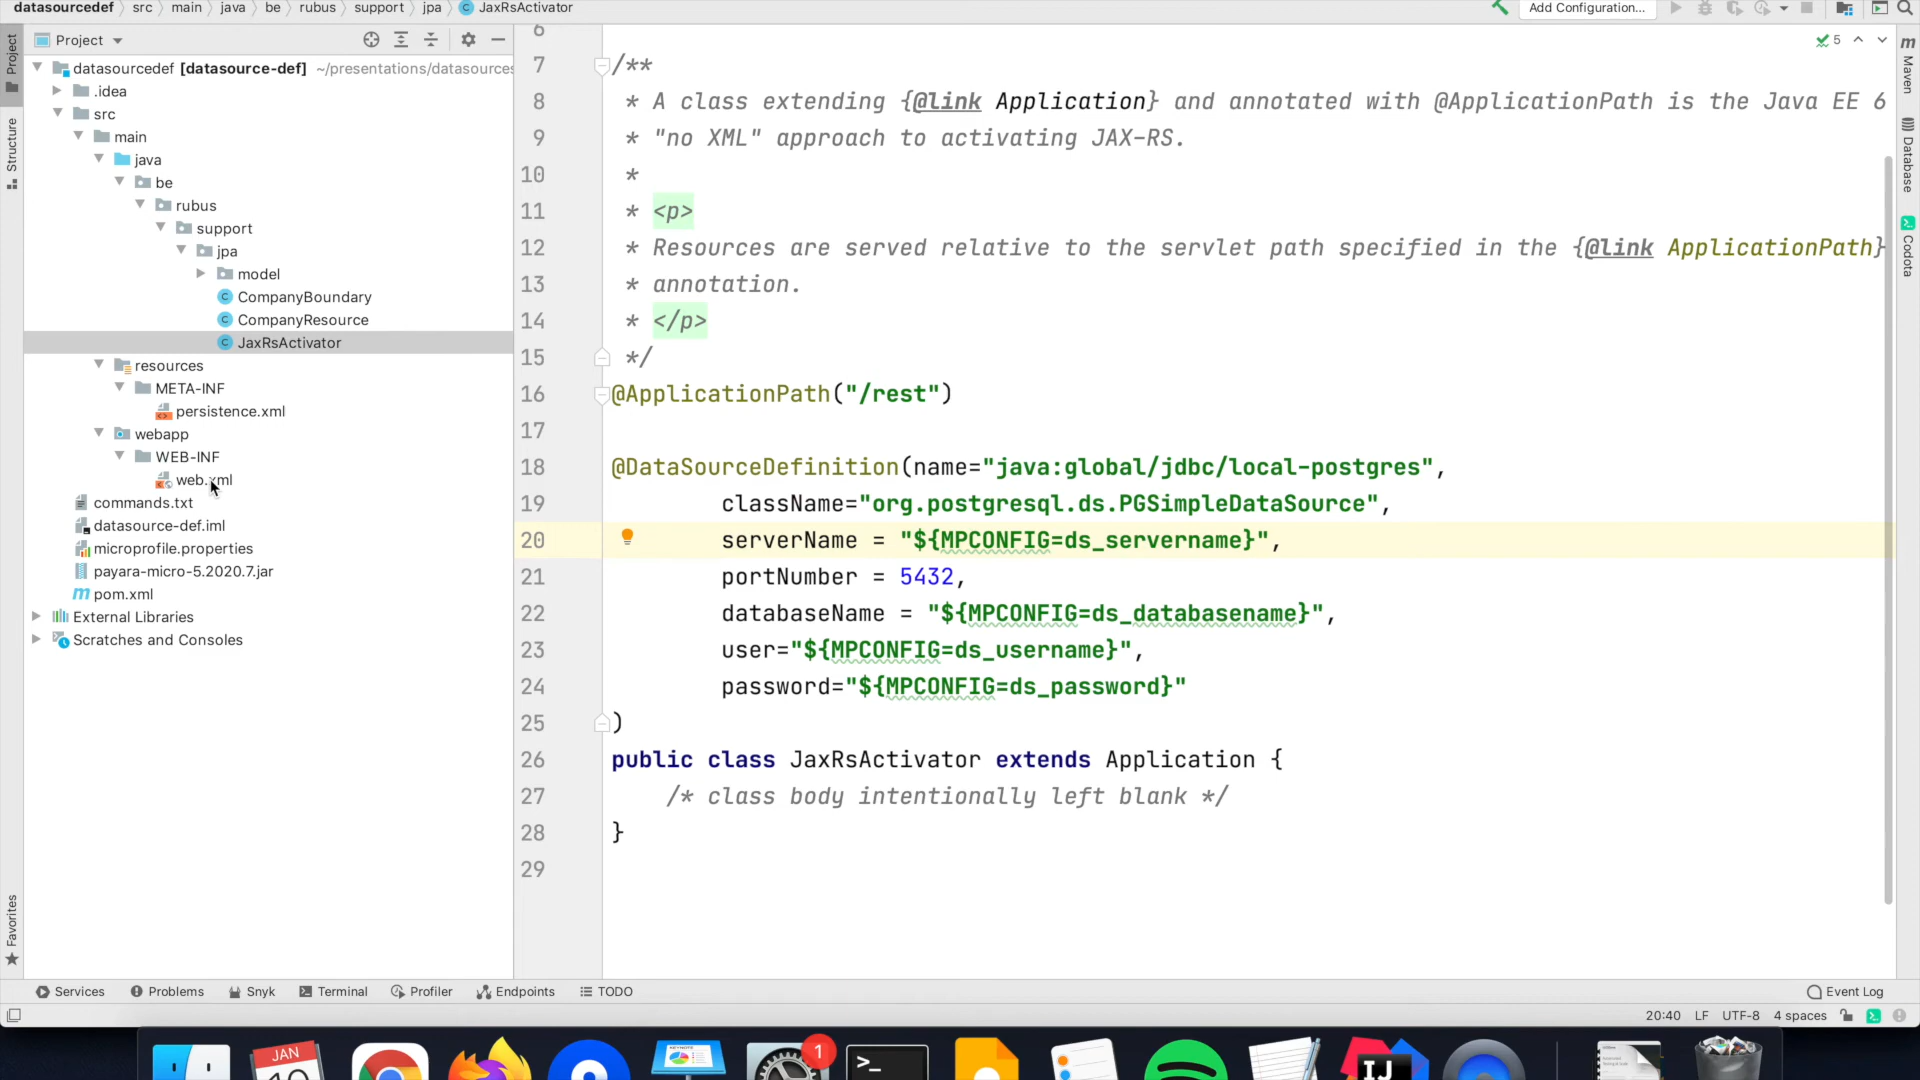 datasourcedef src main java be rubus support jpa JaxRsActivator
Add Configuration...
Project
datasourcedef [datasource-def] ~/presentations/datasources
.idea
src
main
java
be
rubus
support
jpa
model
CompanyBoundary
CompanyResource
JaxRsActivator
resources
META-INF
persistence.xml
webapp
WEB-INF
web.xml
commands.txt
datasource-def.iml
microprofile.properties
payara-micro-5.2020.7.jar
pom.xml
External Libraries
Scratches and Consoles
Project
Structure
Favorites
5
6
7 /**
8 * A class extending {@link Application} and annotated with @ApplicationPath is the Java EE 6
9 * "no XML" approach to activating JAX-RS.
10 *
11 * <p>
12 * Resources are served relative to the servlet path specified in the {@link ApplicationPath}
13 * annotation.
14 * </p>
15 */
16 @ApplicationPath("/rest")
17
18 @DataSourceDefinition(name="java:global/jdbc/local-postgres",
19 className="org.postgresql.ds.PGSimpleDataSource",
20 serverName = "${MPCONFIG=ds_servername}",
21 portNumber = 5432,
22 databaseName = "${MPCONFIG=ds_databasename}",
23 user="${MPCONFIG=ds_username}",
24 password="${MPCONFIG=ds_password}"
25 )
26 public class JaxRsActivator extends Application {
27 /* class body intentionally left blank */
28 }
29
Maven
Database
Codota
Services Problems Snyk Terminal Profiler Endpoints TODO Event Log
20:40 LF UTF-8 4 spaces
JAN
1
>_
IJ